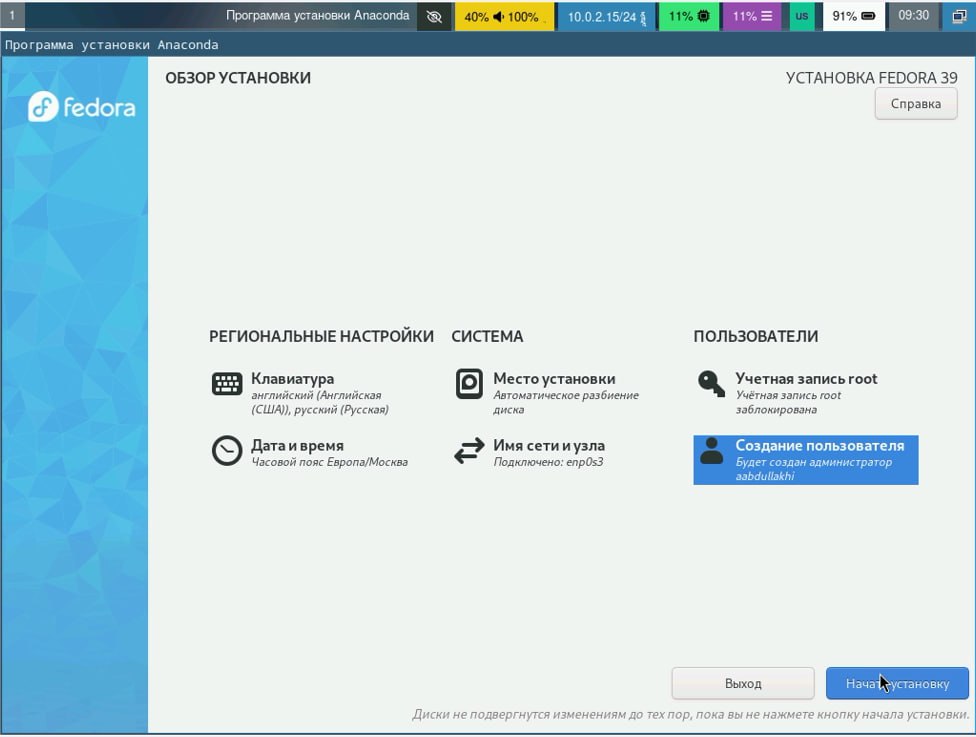 1 Программа установки Anaconda 40% 100% 10.0.2.15/24 11% 11% US 91% 09:30
Программа установки Anaconda
fedora
ОБЗОР УСТАНОВКИ
УСТАНОВКА FEDORA 39
Справка
РЕГИОНАЛЬНЫЕ НАСТРОЙКИ
Клавиатура
английский (Английская
(США)), русский (Русская)
Дата и время
Часовой пояс Европа/Москва
СИСТЕМА
Место установки
Автоматическое разбиение
диска
Имя сети и узла
Подключено: enp0s3
ПОЛЬЗОВАТЕЛИ
Учетная запись root
Учётная запись root
заблокирована
Создание пользователя
Будет создан администратор
aabdullakhi
Выход
Начать установку
Диски не подвергнутся изменениям до тех пор, пока вы не нажмете кнопку начала установки.